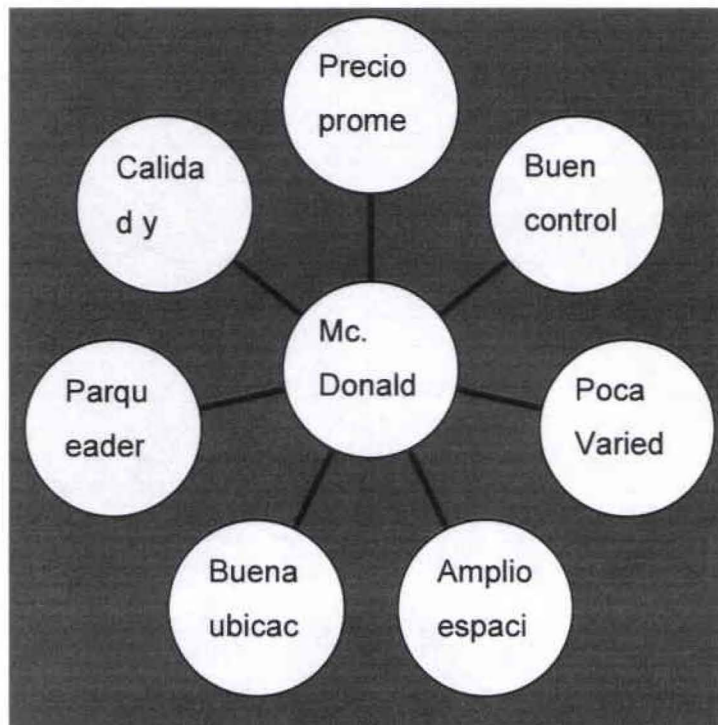 Precio
prome
Buen
control
Poca
Varied
Amplio
espaci
Buena
ubicac
Parqu
eader
Calida
d y
Mc.
Donald